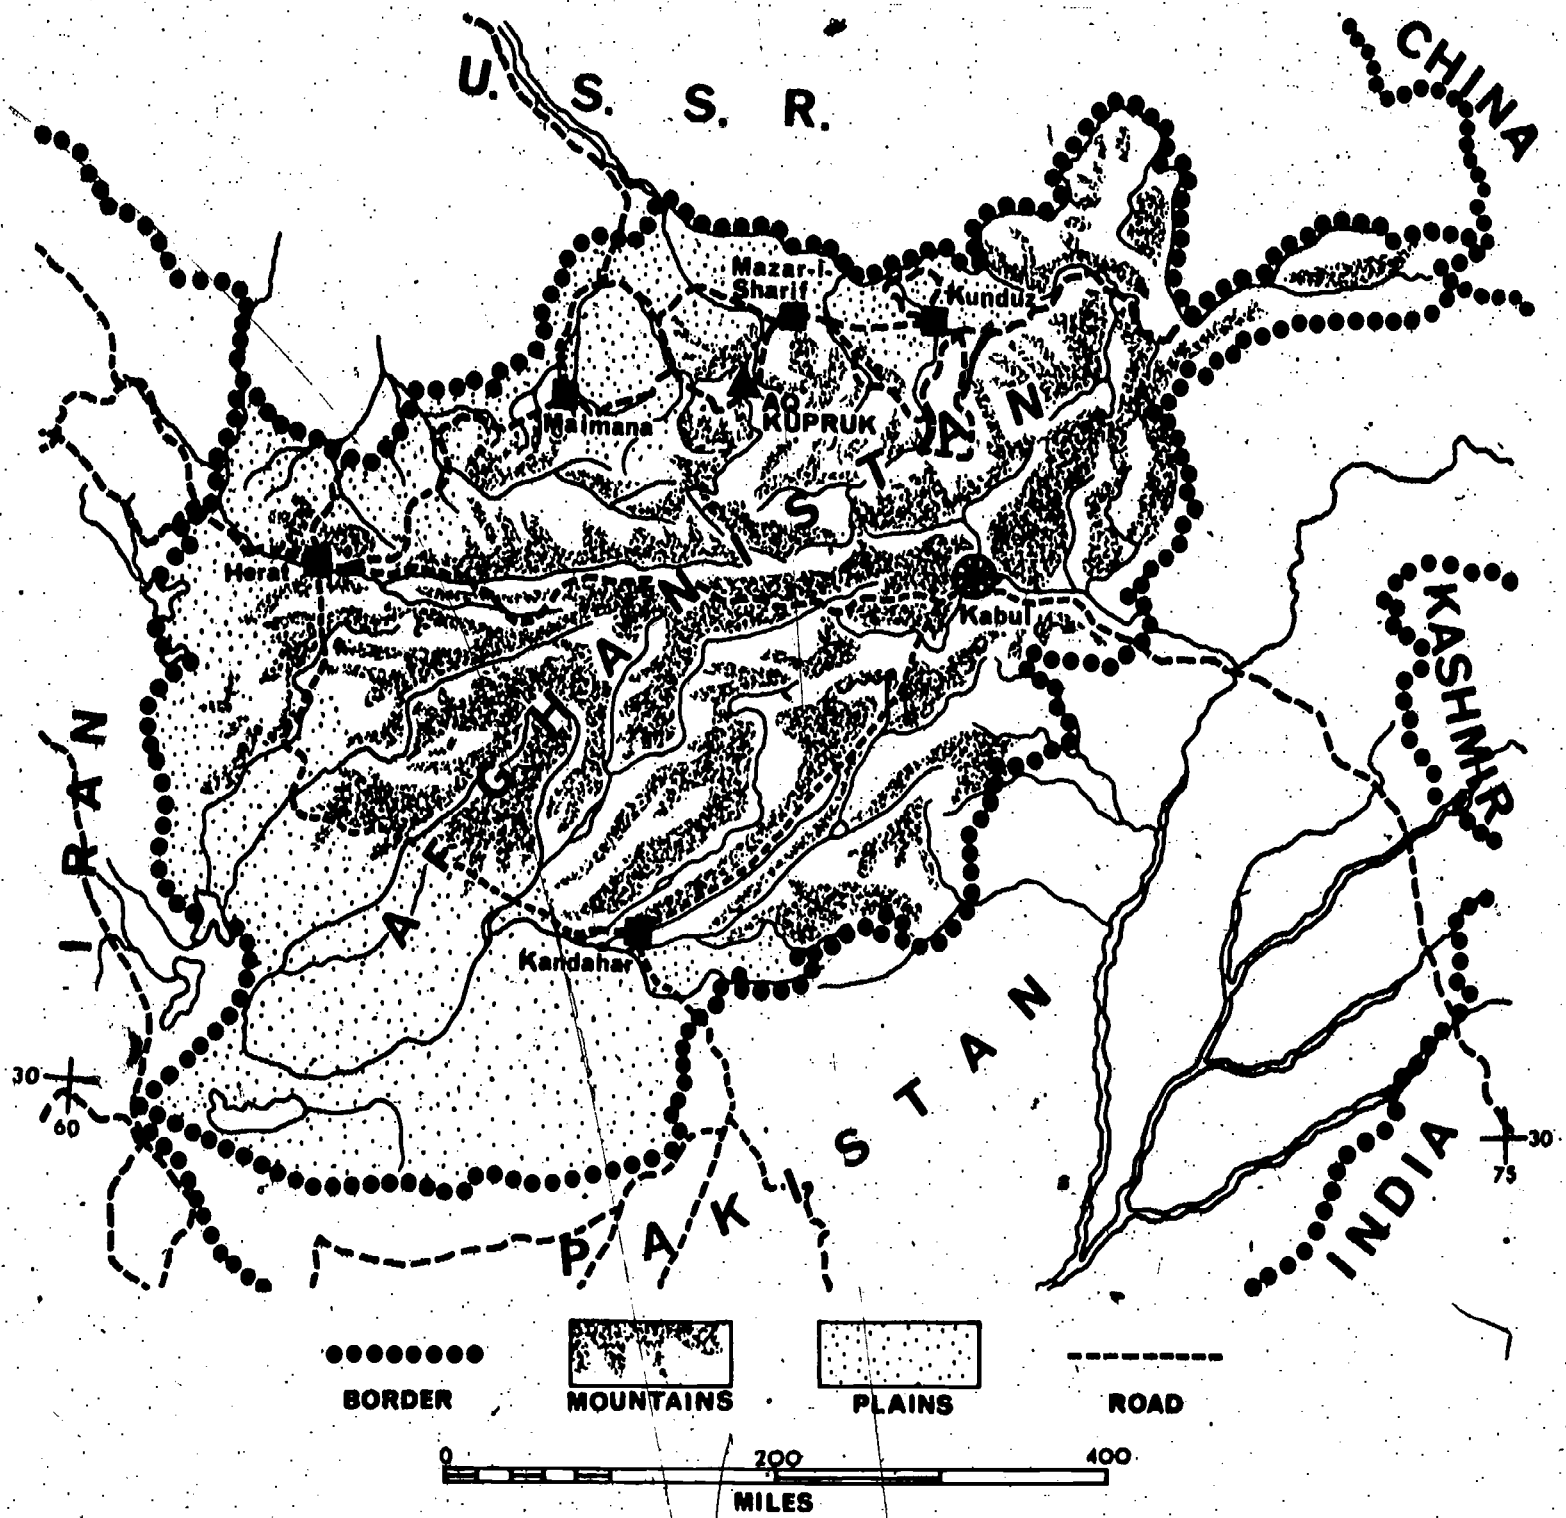 U. S. S. R.
CHINA
Mazar-i-
Sharif
Kunduz
AQ
KUPRUK
Maimana
Herat
Kabul
AFGHANISTAN
KASHMIR
IRAN
Kandahar
PAKISTAN
INDIA
30
60
30
75
BORDER
MOUNTAINS
PLAINS
ROAD
0 200 400
MILES